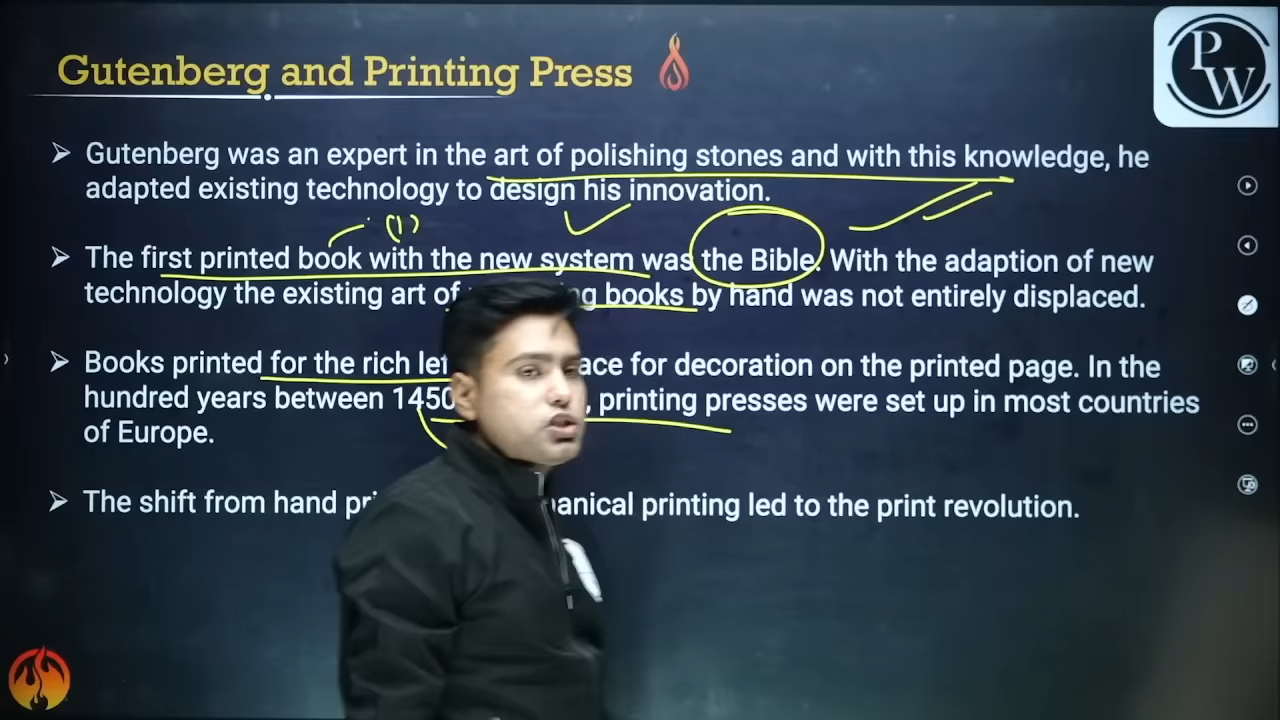 Gutenberg and Printing Press
PW
Gutenberg was an expert in the art of polishing stones and with this knowledge, he
adapted existing technology to design his innovation.
(1)
The first printed book with the new system was the Bible. With the adaption of new
technology the existing art of books by hand was not entirely displaced.
Books printed for the rich for decoration on the printed page. In the
hundred years between 1450 , printing presses were set up in most countries
of Europe.
The shift from hand printing led to the print revolution.